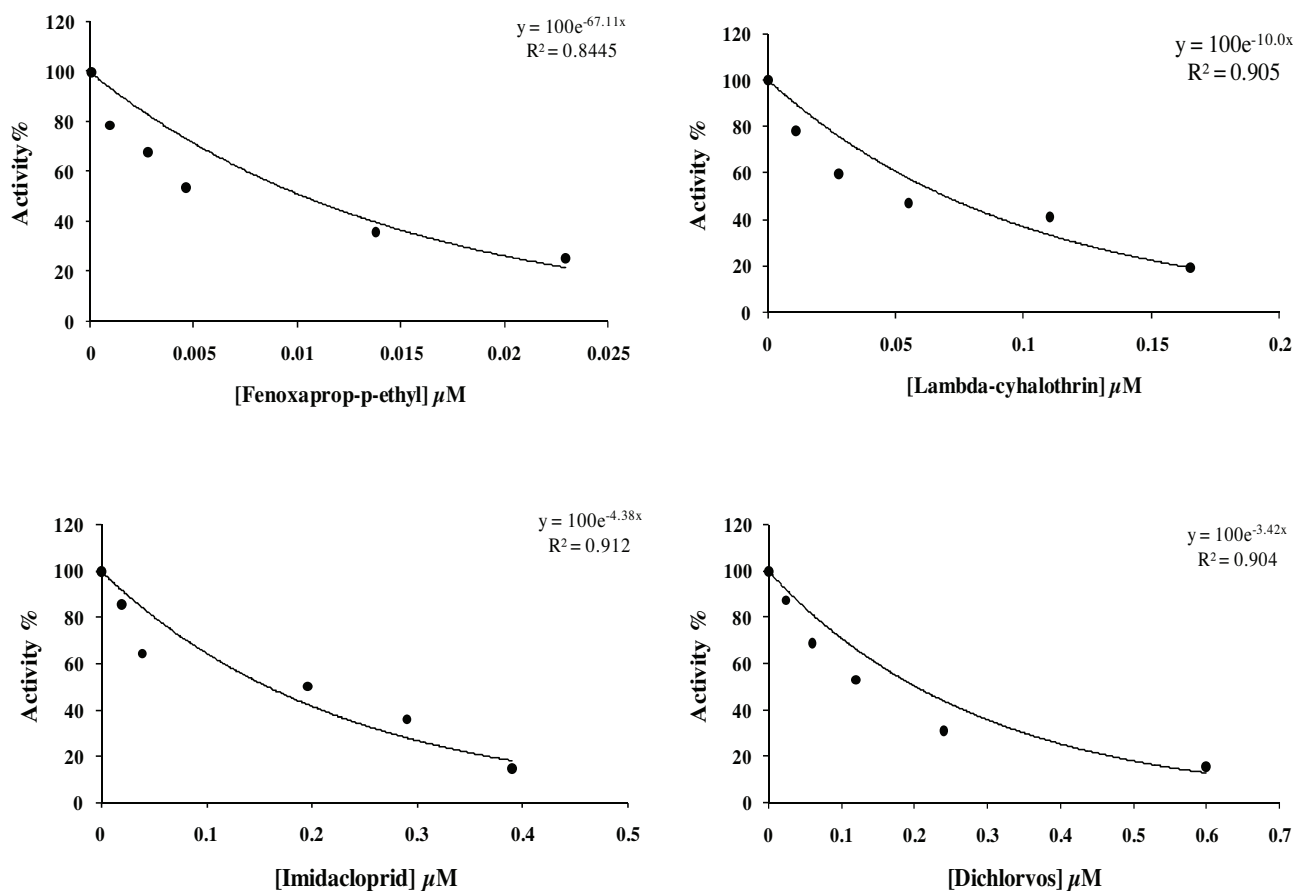 y = 100e^-67.11x
R² = 0.8445
120
100
80
60
40
20
0
Activity %
0 0.005 0.01 0.015 0.02 0.025
[Fenoxaprop-p-ethyl] µM
y = 100e^-10.0x
R² = 0.905
120
100
80
60
40
20
0
Activity %
0 0.05 0.1 0.15 0.2
[Lambda-cyhalothrin] µM
y = 100e^-4.38x
R² = 0.912
120
100
80
60
40
20
0
Activity %
0 0.1 0.2 0.3 0.4 0.5
[Imidacloprid] µM
y = 100e^-3.42x
R² = 0.904
120
100
80
60
40
20
0
Activity %
0 0.1 0.2 0.3 0.4 0.5 0.6 0.7
[Dichlorvos] µM